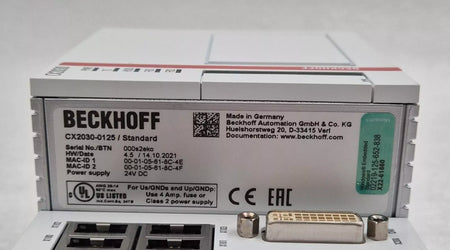 BECKHOFF
CX2030-0125 / Standard
Serial No./BTN 000s2eko
HW/Date 4.5 / 14.10.2021
MAC-ID 1 00-01-05-61-8C-4E
MAC-ID 2 00-01-05-61-8C-4F
Power supply 24V DC
Made in Germany
Beckhoff Automation GmbH & Co. KG
Huelshorstweg 20, D-33415 Verl
Documentation: www.beckhoff.com
For Us/GNDs and Up/GNDp:
Use 4 Amp. fuse or
Class 2 power supply
UL
LISTED
CE
EAC